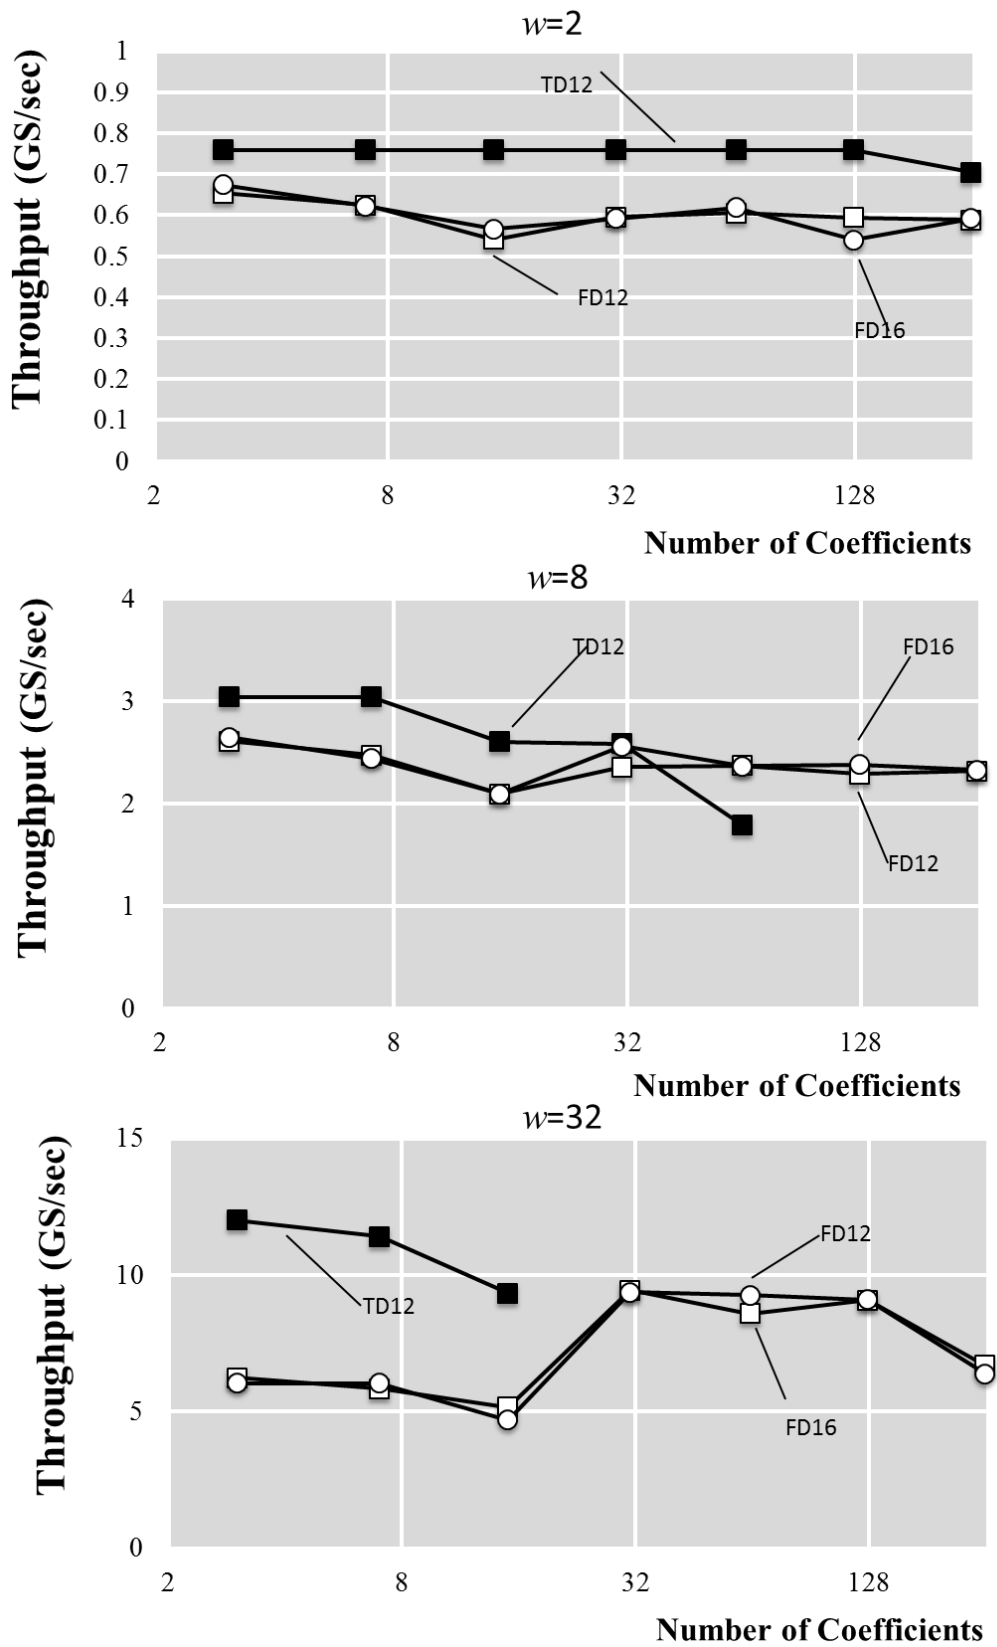 w=2
Throughput (GS/sec)
1
0.9
0.8
0.7
0.6
0.5
0.4
0.3
0.2
0.1
0
TD12
FD12
FD16
2 8 32 128
Number of Coefficients
w=8
Throughput (GS/sec)
4
3
2
1
0
TD12
FD16
FD12
2 8 32 128
Number of Coefficients
w=32
Throughput (GS/sec)
15
10
5
0
FD12
TD12
FD16
2 8 32 128
Number of Coefficients